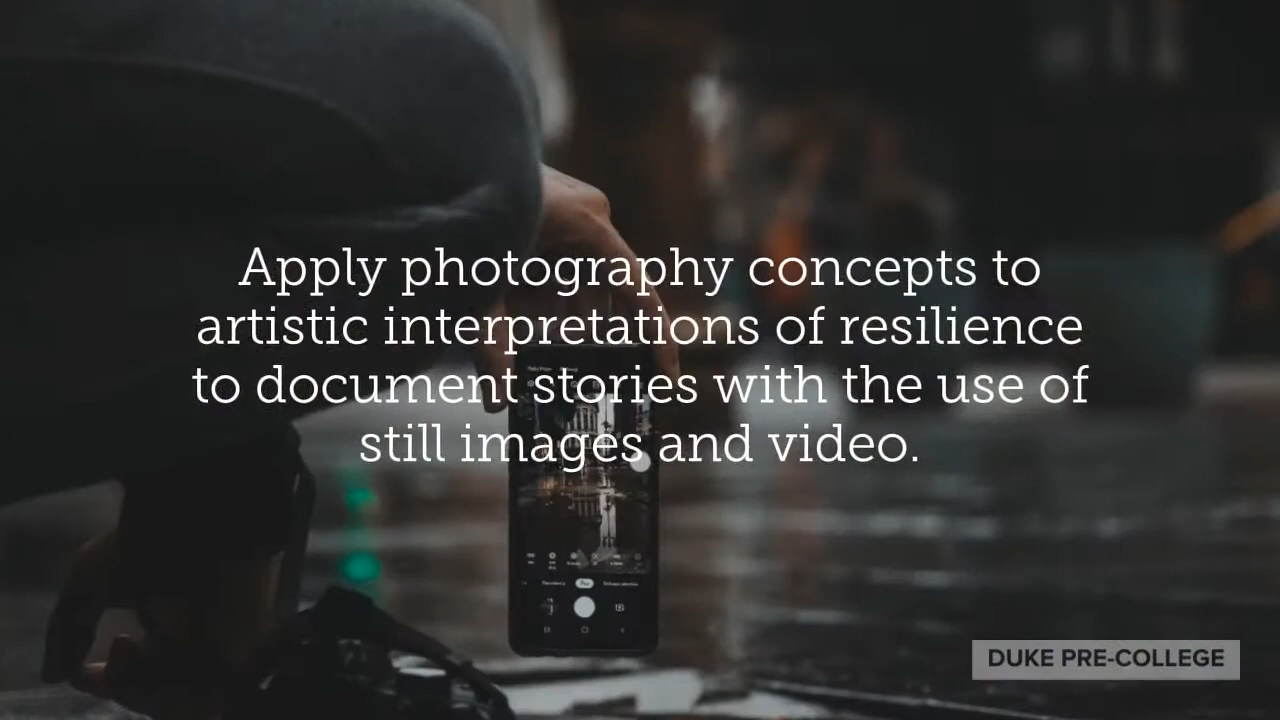 Apply photography concepts to
artistic interpretations of resilience
to document stories with the use of
still images and video.
DUKE PRE-COLLEGE